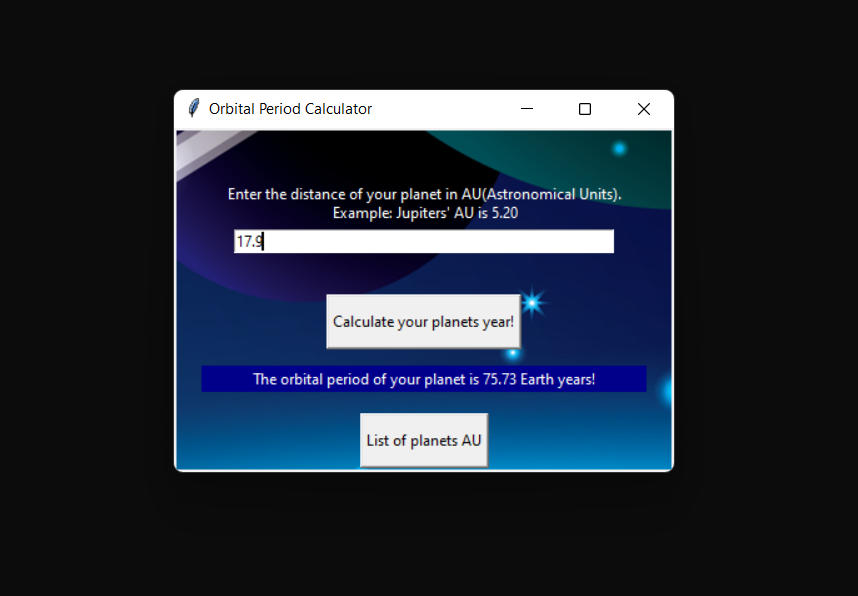 Orbital Period Calculator
Enter the distance of your planet in AU(Astronomical Units).
Example: Jupiters' AU is 5.20
17.9
Calculate your planets year!
The orbital period of your planet is 75.73 Earth years!
List of planets AU